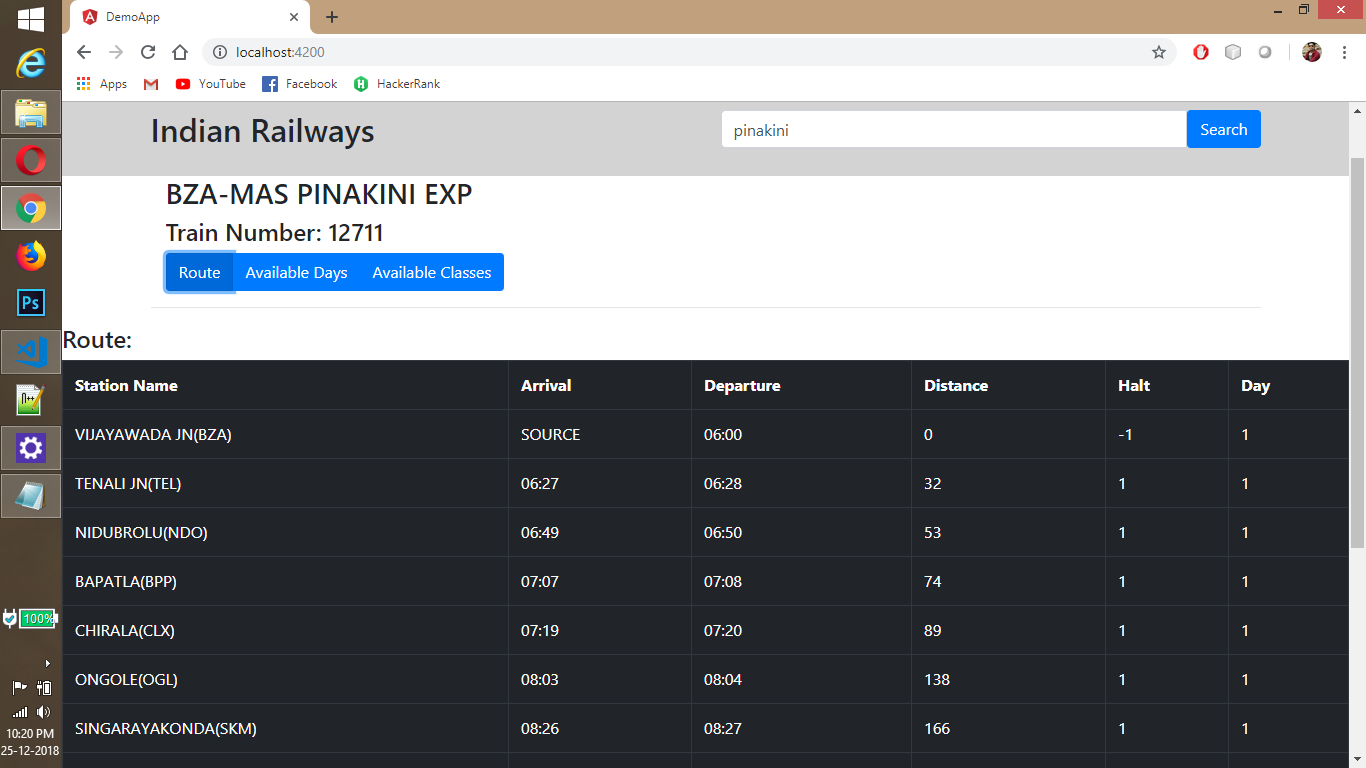 DemoApp
localhost:4200
Apps YouTube Facebook HackerRank
Indian Railways
pinakini Search
BZA-MAS PINAKINI EXP
Train Number: 12711
Route Available Days Available Classes
Route:
Station Name Arrival Departure Distance Halt Day
VIJAYAWADA JN(BZA) SOURCE 06:00 0 -1 1
TENALI JN(TEL) 06:27 06:28 32 1 1
NIDUBROLU(NDO) 06:49 06:50 53 1 1
BAPATLA(BPP) 07:07 07:08 74 1 1
CHIRALA(CLX) 07:19 07:20 89 1 1
ONGOLE(OGL) 08:03 08:04 138 1 1
SINGARAYAKONDA(SKM) 08:26 08:27 166 1 1
Ps
100%
10:20 PM
25-12-2018